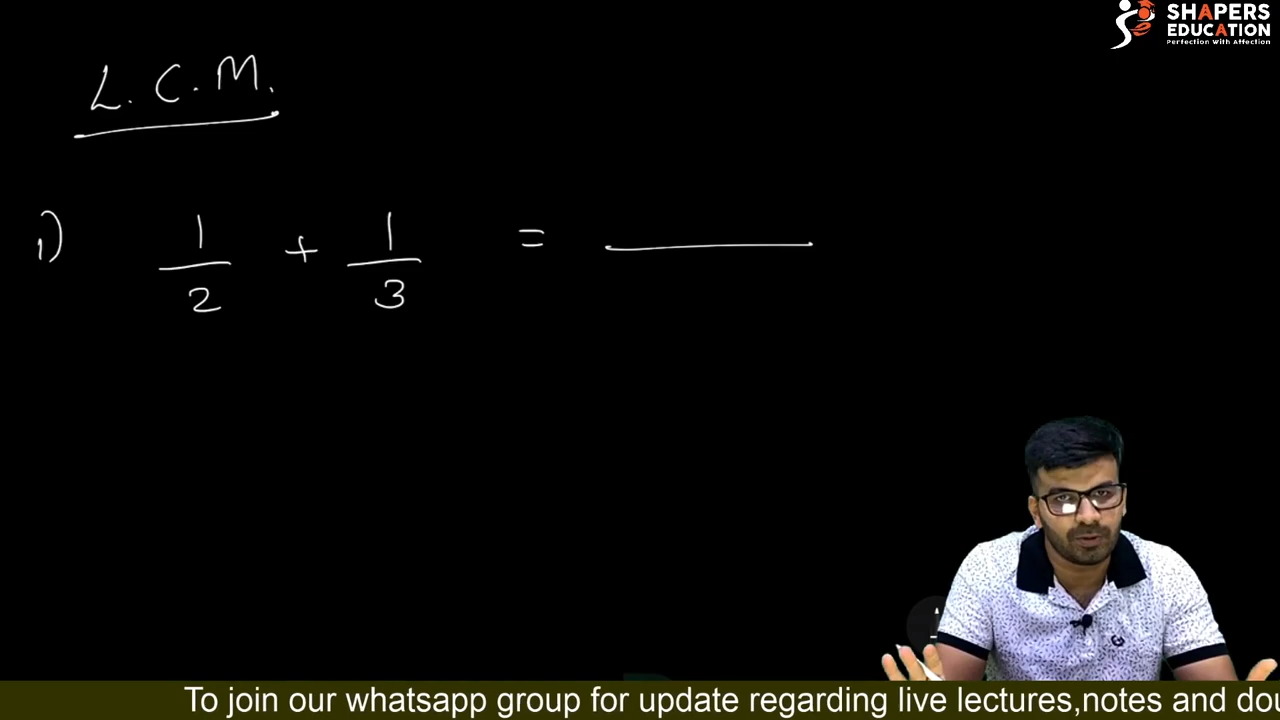 SHAPERS
EDUCATION
Perfection With Affection
L.C.M.
1) 1/2 + 1/3 =
To join our whatsapp group for update regarding live lectures,notes and dou